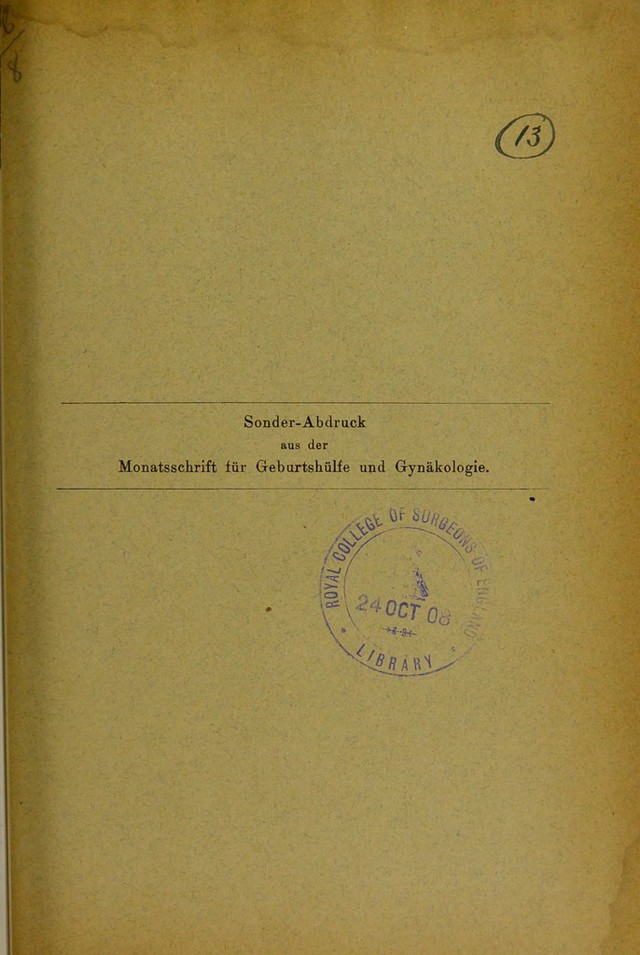 13
Sonder-Abdruck
aus der
Monatsschrift für Geburtshülfe und Gynäkologie.
ROYAL COLLEGE OF SURGEONS OF ENGLAND
24 OCT 08
LIBRARY